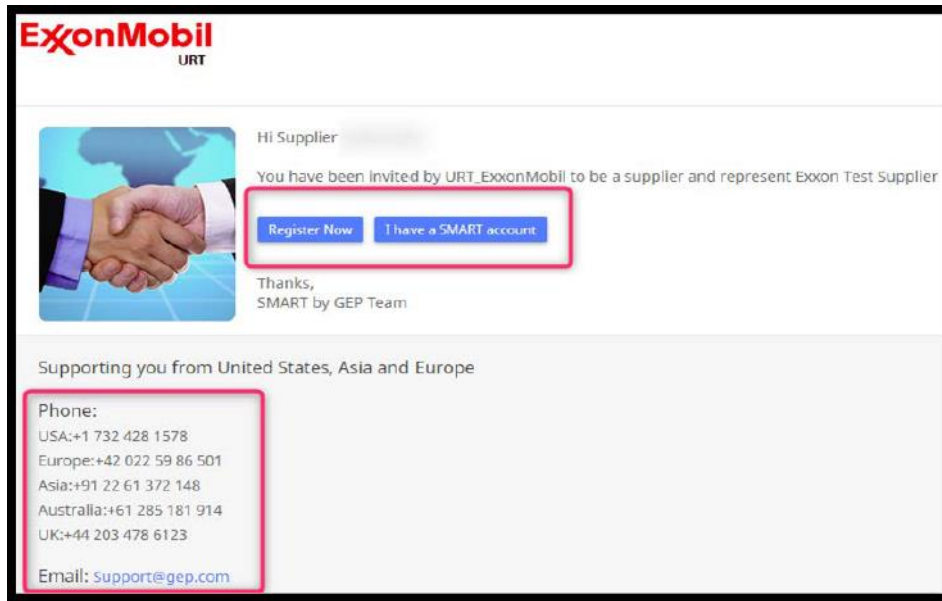 ExxonMobil
URT
Hi Supplier
You have been invited by URT_ExxonMobil to be a supplier and represent Exxon Test Supplier
Register Now I have a SMART account
Thanks,
SMART by GEP Team
Supporting you from United States, Asia and Europe
Phone:
USA:+1 732 428 1578
Europe:+42 022 59 86 501
Asia:+91 22 61 372 148
Australia:+61 285 181 914
UK:+44 203 478 6123
Email: Support@gep.com